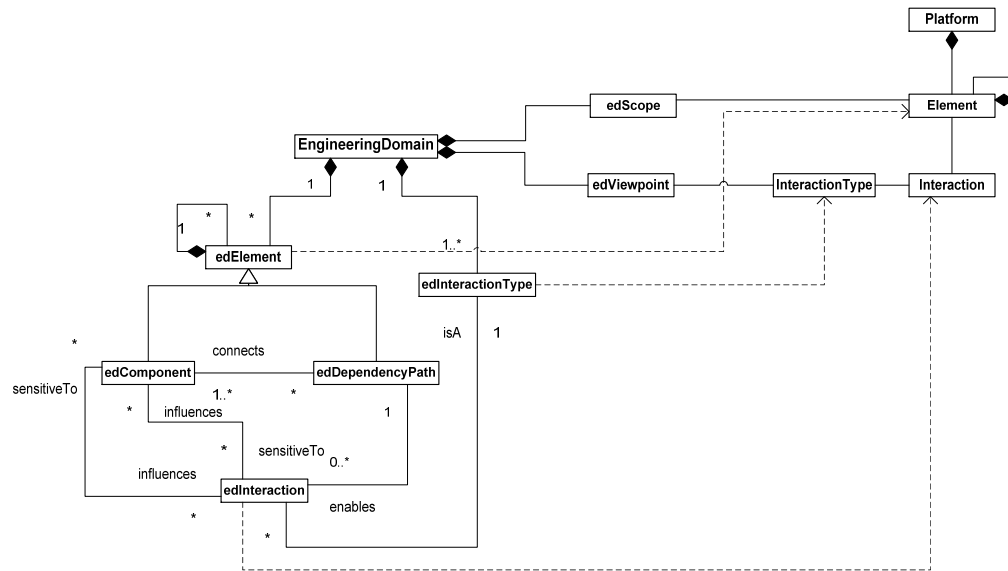 Platform
edScope
Element
EngineeringDomain
1
1
edViewpoint
InteractionType
Interaction
*
*
1
1..*
edElement
edInteractionType
isA
1
*
connects
edComponent
edDependencyPath
sensitiveTo
1..*
*
*
influences
1
*
sensitiveTo
0..*
influences
edInteraction
enables
*
*